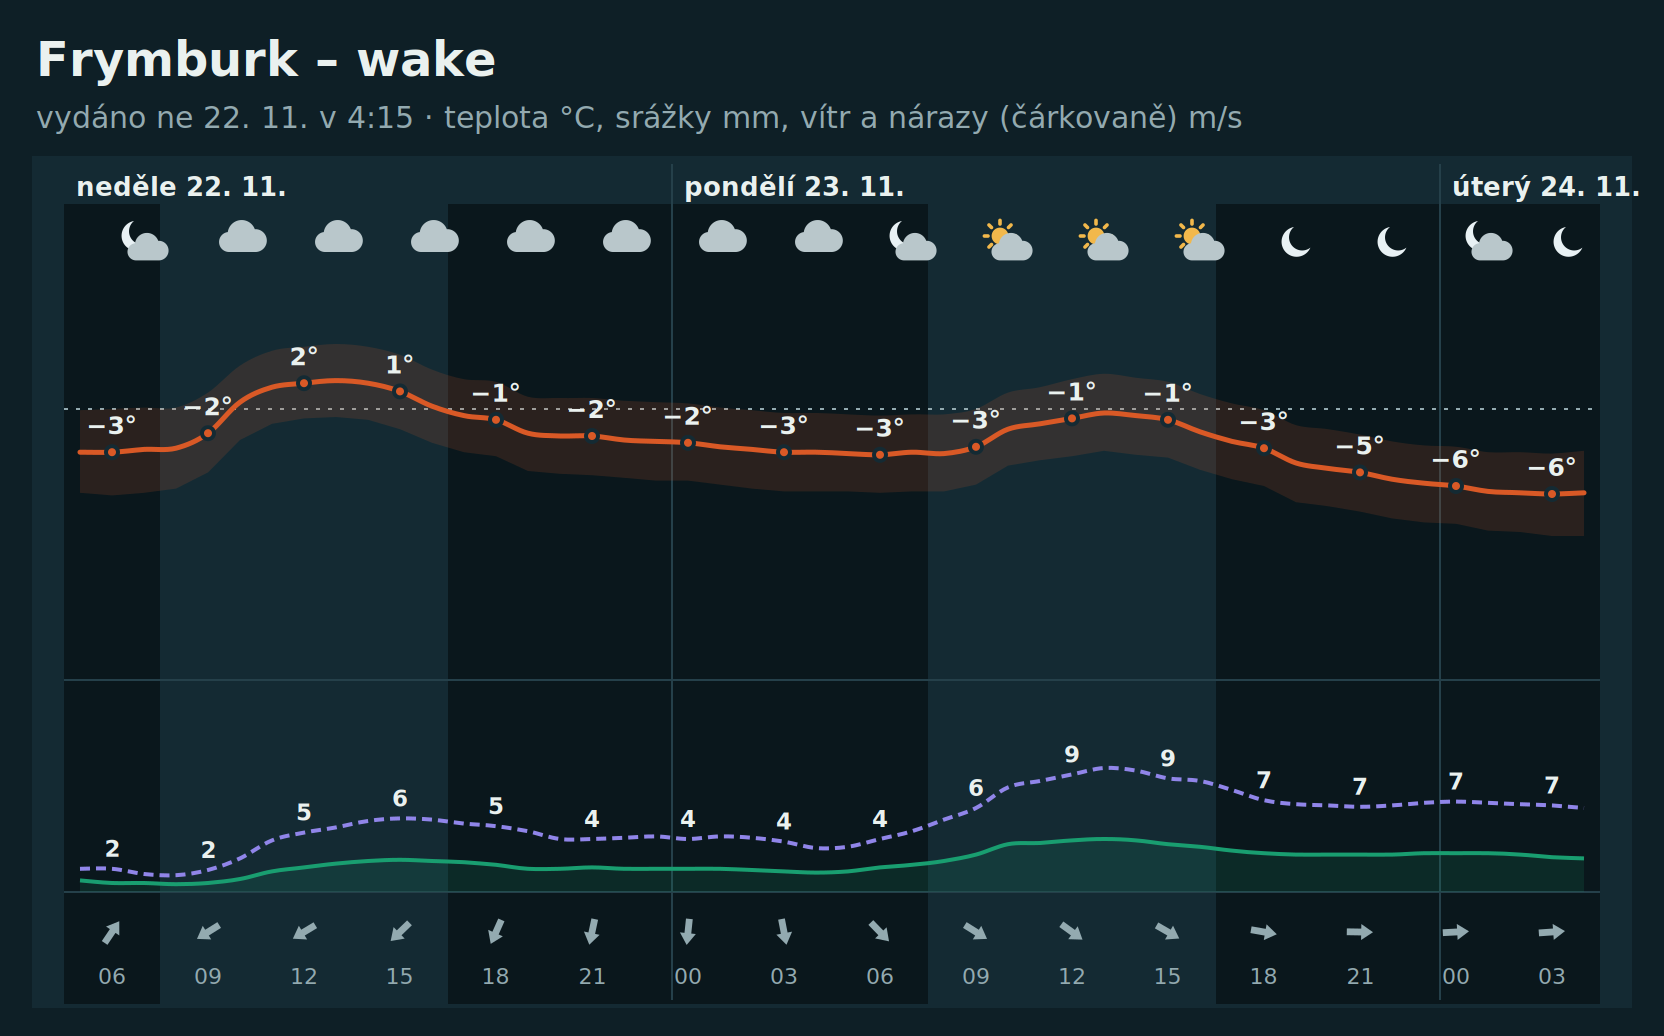 Frymburk – wake
vydáno ne 22. 11. v 4:15 · teplota °C, srážky mm, vítr a nárazy (čárkovaně) m/s
neděle 22. 11. pondělí 23. 11. úterý 24. 11.
−3° −2° 2° 1° −1° −2° −2° −3° −3° −3° −1° −1° −3° −5° −6° −6°
2 2 5 6 5 4 4 4 4 6 9 9 7 7 7 7
06 09 12 15 18 21 00 03 06 09 12 15 18 21 00 03